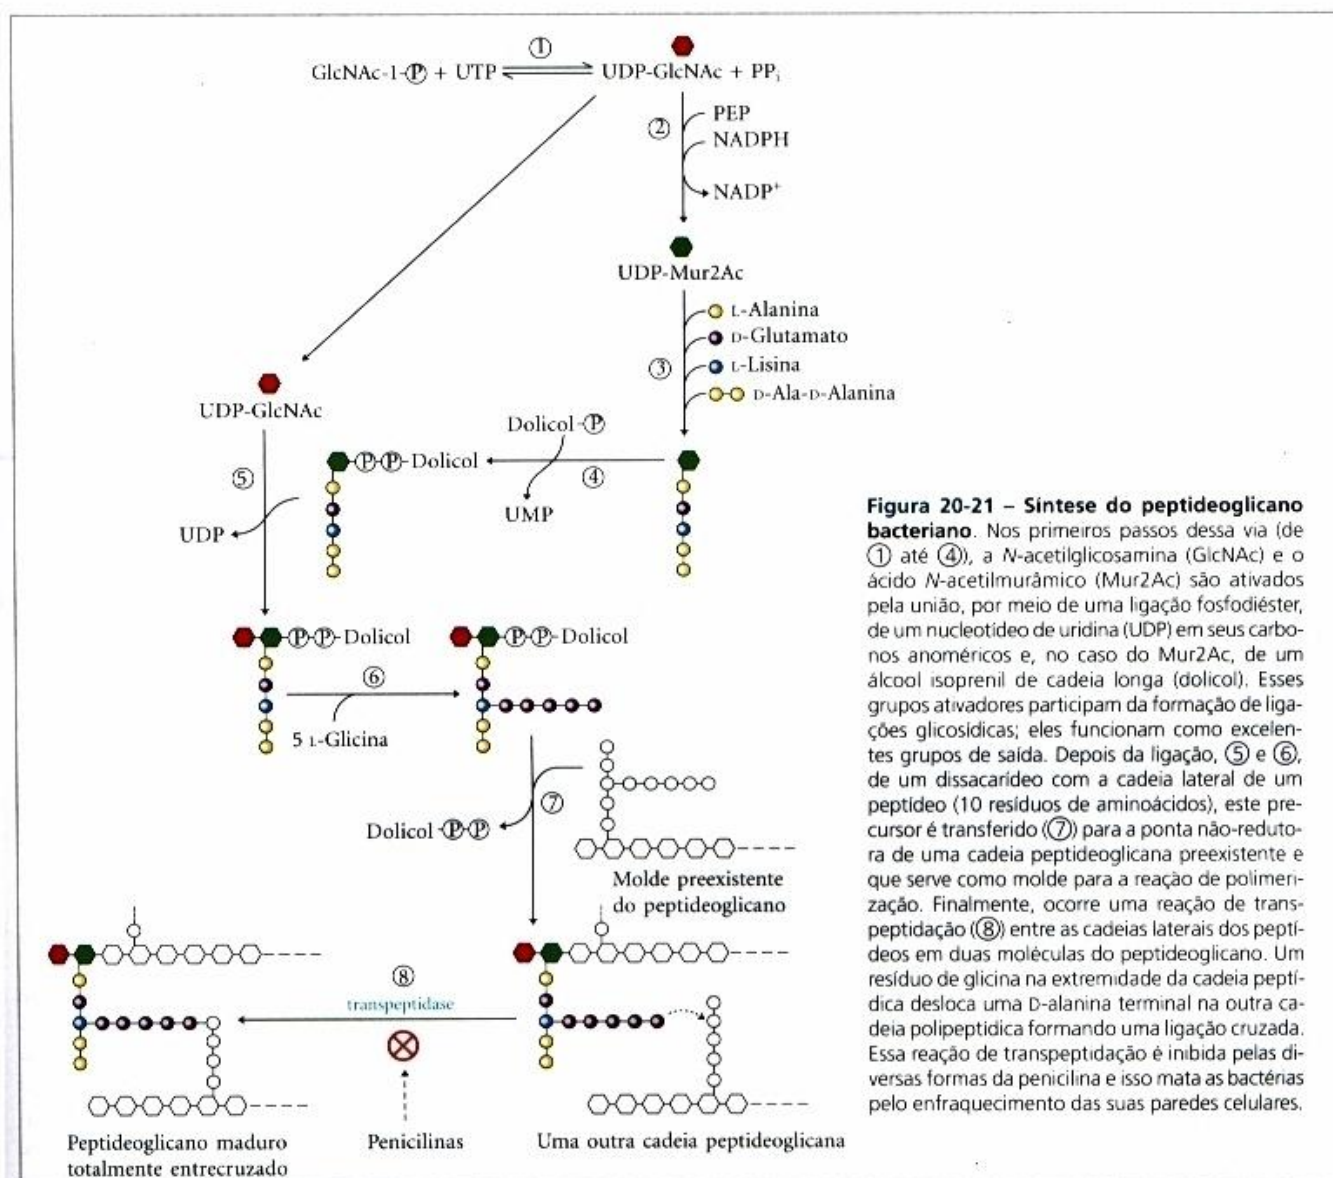 ①
GlcNAc-1-Ⓟ + UTP
UDP-GlcNAc + PPi
②
PEP
NADPH
NADP⁺
UDP-Mur2Ac
L-Alanina
D-Glutamato
③
L-Lisina
D-Ala-D-Alanina
UDP-GlcNAc
Dolicol-Ⓟ
⑤
Ⓟ-Ⓟ-Dolicol
④
UMP
UDP
Ⓟ-Ⓟ-Dolicol
Ⓟ-Ⓟ-Dolicol
⑥
5 L-Glicina
⑦
Dolicol-Ⓟ-Ⓟ
Molde preexistente
do peptideoglicano
⑧
transpeptidase
Peptideoglicano maduro
totalmente entrecruzado
Penicilinas
Uma outra cadeia peptideoglicana
Figura 20-21 – Síntese do peptideoglicano
bacteriano. Nos primeiros passos dessa via (de
① até ④), a N-acetilglicosamina (GlcNAc) e o
ácido N-acetilmurâmico (Mur2Ac) são ativados
pela união, por meio de uma ligação fosfodiéster,
de um nucleotídeo de uridina (UDP) em seus carbo-
nos anoméricos e, no caso do Mur2Ac, de um
álcool isoprenil de cadeia longa (dolicol). Esses
grupos ativadores participam da formação de liga-
ções glicosídicas; eles funcionam como excelen-
tes grupos de saída. Depois da ligação, ⑤ e ⑥,
de um dissacarídeo com a cadeia lateral de um
peptídeo (10 resíduos de aminoácidos), este pre-
cursor é transferido (⑦) para a ponta não-reduto-
ra de uma cadeia peptideoglicana preexistente e
que serve como molde para a reação de polimeri-
zação. Finalmente, ocorre uma reação de trans-
peptidação (⑧) entre as cadeias laterais dos peptí-
deos em duas moléculas do peptideoglicano. Um
resíduo de glicina na extremidade da cadeia peptí-
dica desloca uma D-alanina terminal na outra ca-
deia polipeptídica formando uma ligação cruzada.
Essa reação de transpeptidação é inibida pelas di-
versas formas da penicilina e isso mata as bactérias
pelo enfraquecimento das suas paredes celulares.